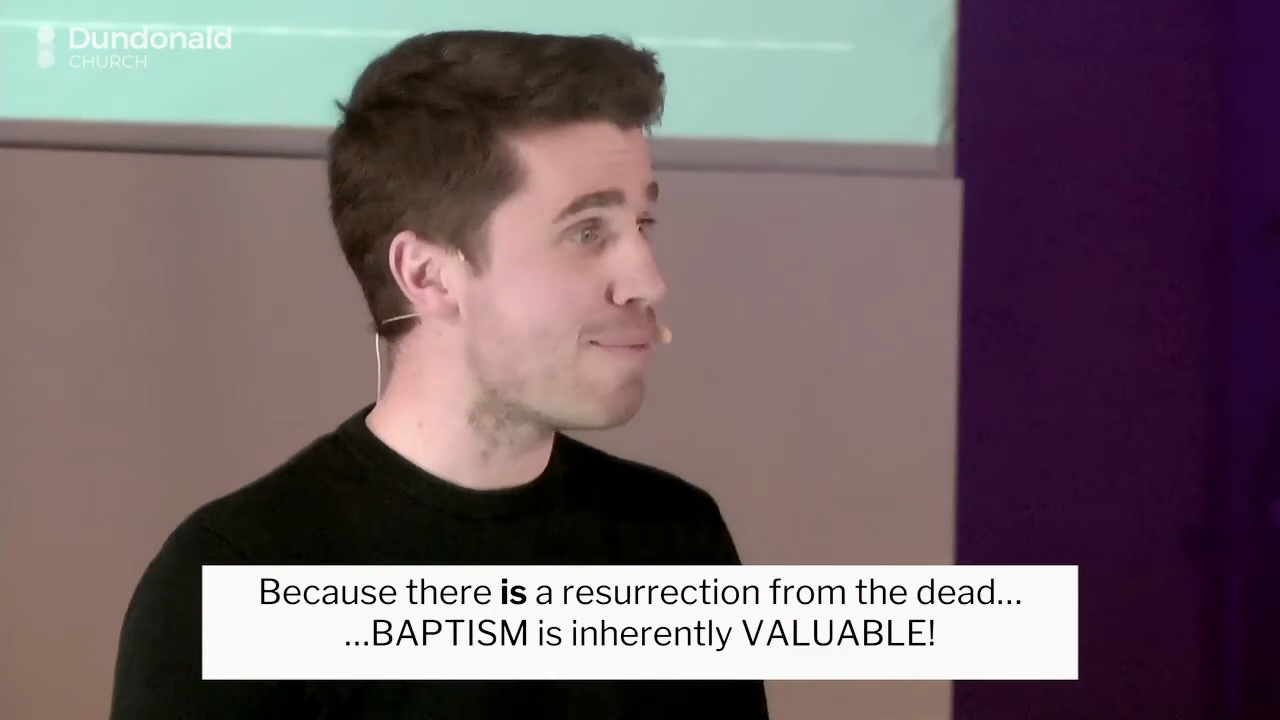 Dundonald
CHURCH
Because there is a resurrection from the dead...
...BAPTISM is inherently VALUABLE!